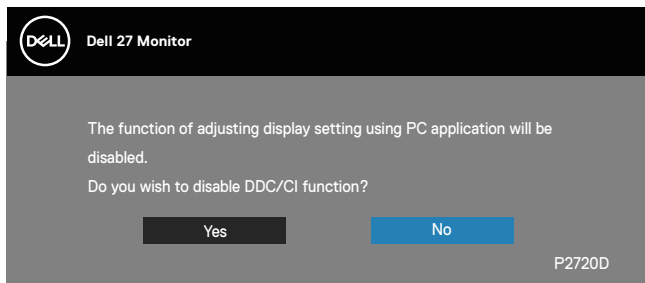 DELL
Dell 27 Monitor
The function of adjusting display setting using PC application will be
disabled.
Do you wish to disable DDC/CI function?
Yes
No
P2720D